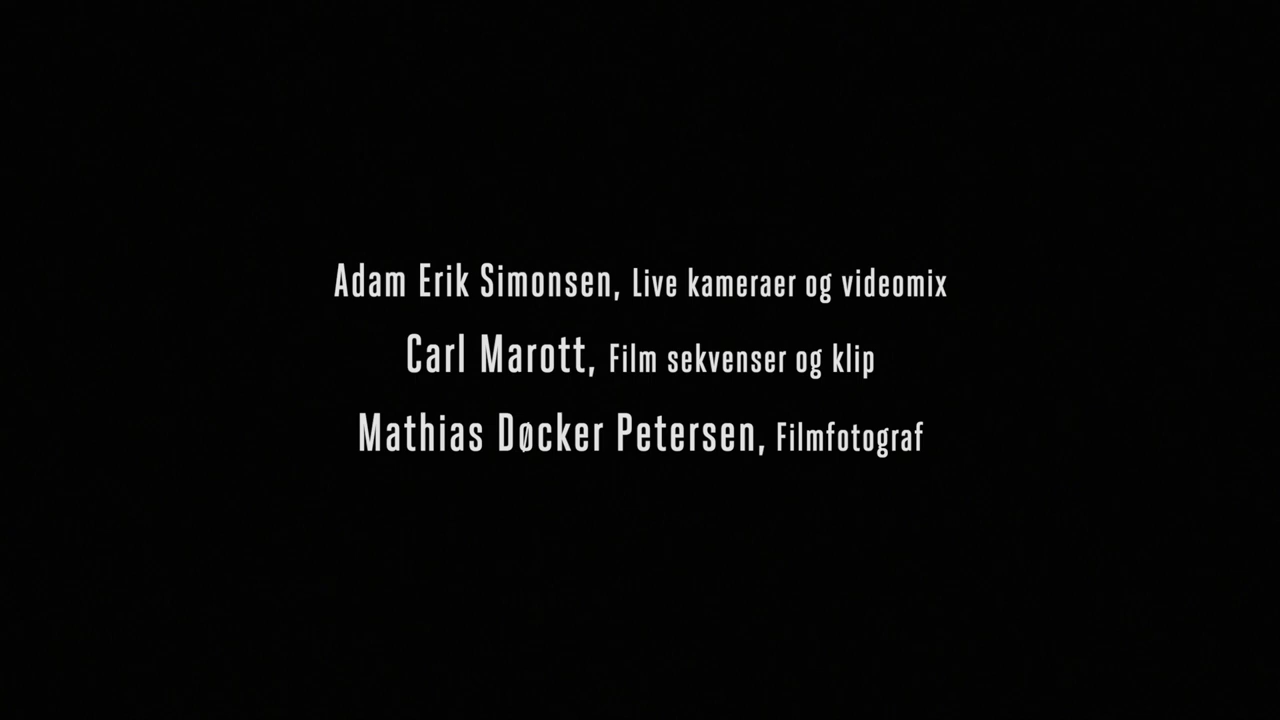 Adam Erik Simonsen, Live kameraer og videomix
Carl Marott, Film sekvenser og klip
Mathias Døcker Petersen, Filmfotograf